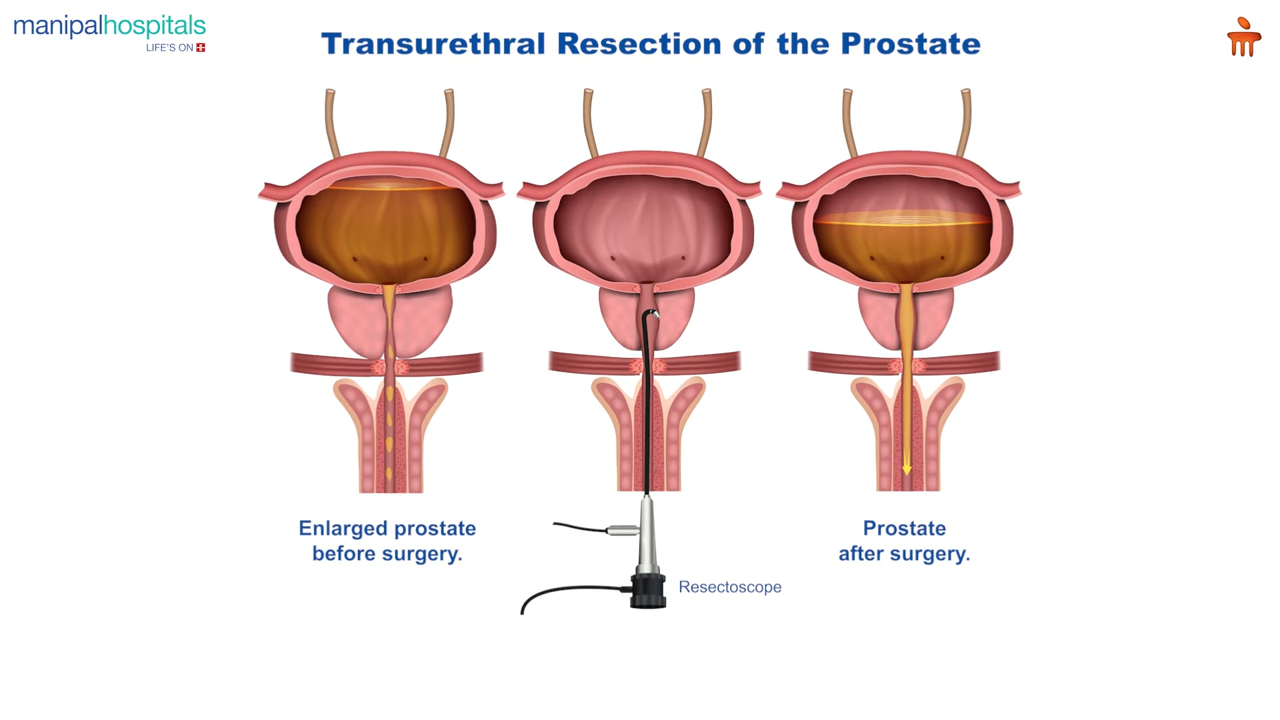 manipalhospitals
LIFE'S ON
Transurethral Resection of the Prostate
Enlarged prostate
before surgery.
Resectoscope
Prostate
after surgery.